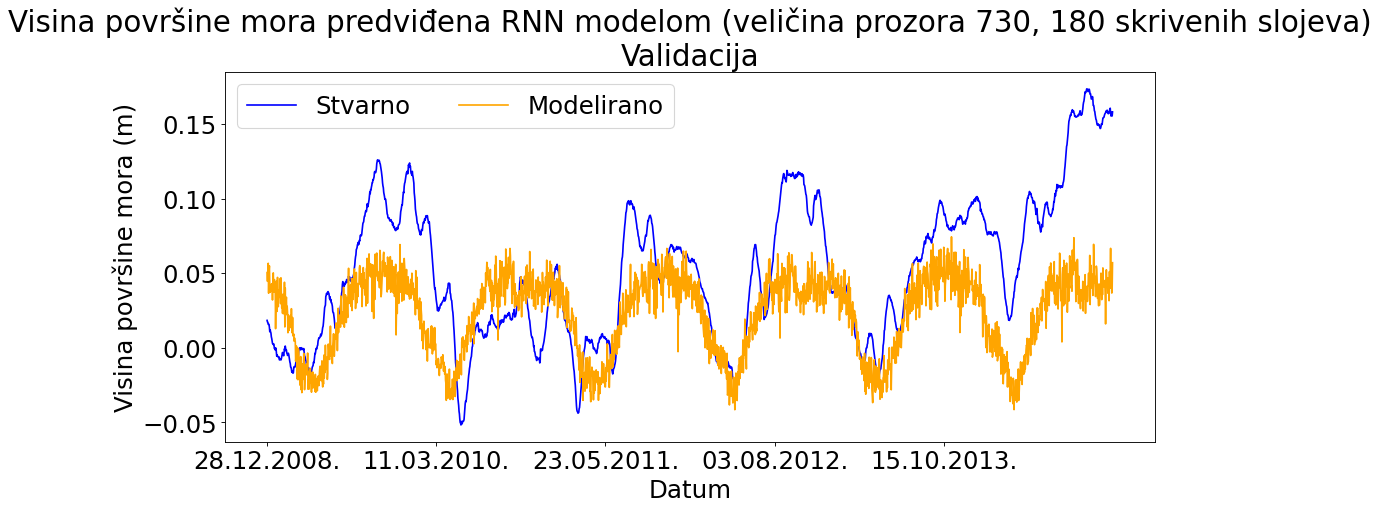 Visina površine mora predviđena RNN modelom (veličina prozora 730, 180 skrivenih slojeva)
Validacija
Stvarno
Modelirano
Visina površine mora (m)
0.15
0.10
0.05
0.00
−0.05
28.12.2008.
11.03.2010.
23.05.2011.
03.08.2012.
15.10.2013.
Datum